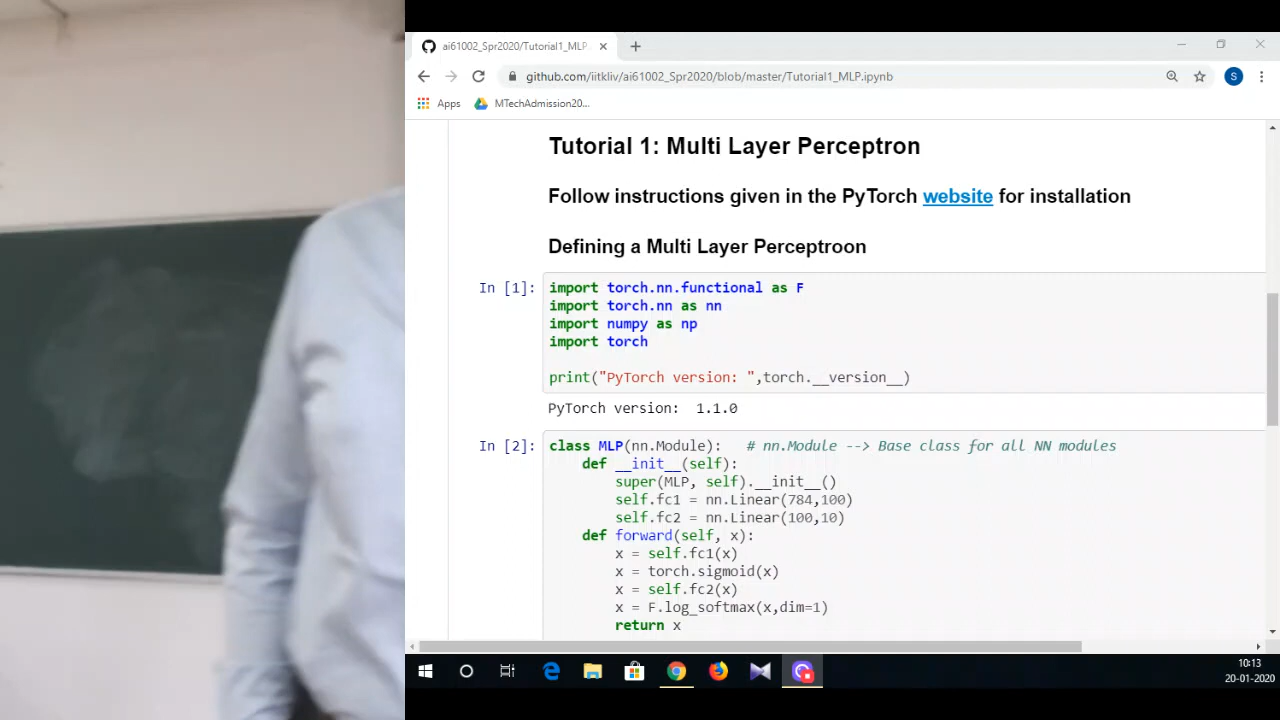 ai61002_Spr2020/Tutorial1_MLP
github.com/iitkliv/ai61002_Spr2020/blob/master/Tutorial1_MLP.ipynb
S
Apps
MTechAdmission20...
Tutorial 1: Multi Layer Perceptron
Follow instructions given in the PyTorch website for installation
Defining a Multi Layer Perceptroon
In [1]:
import torch.nn.functional as F
import torch.nn as nn
import numpy as np
import torch
print("PyTorch version: ",torch.__version__)
PyTorch version:  1.1.0
In [2]:
class MLP(nn.Module):   # nn.Module --> Base class for all NN modules
    def __init__(self):
        super(MLP, self).__init__()
        self.fc1 = nn.Linear(784,100)
        self.fc2 = nn.Linear(100,10)
    def forward(self, x):
        x = self.fc1(x)
        x = torch.sigmoid(x)
        x = self.fc2(x)
        x = F.log_softmax(x,dim=1)
        return x
10:13
20-01-2020